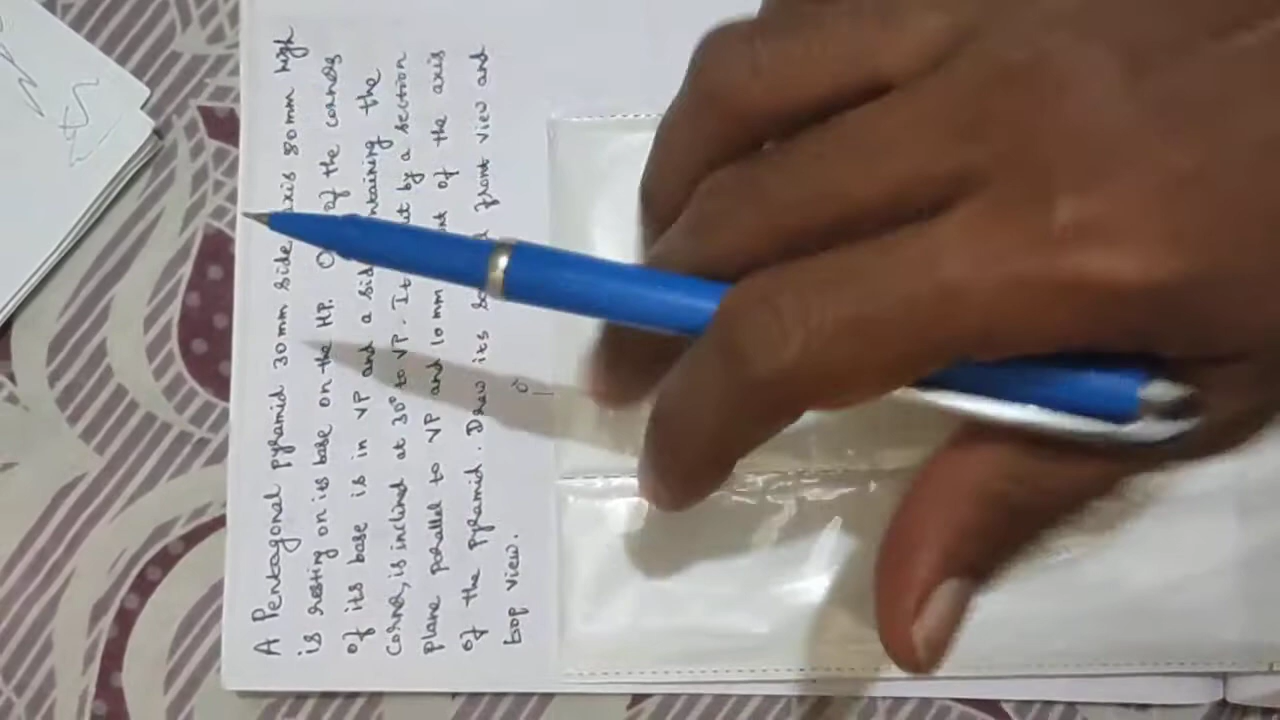 A Pentagonal pyramid 30mm side axis 80mm high
is resting on its base on the HP. of the corners
of its base is in VP and a side the
corner, is inclined at 30° to VP. It by a section
plane parallel to VP and 10mm of the axis
of the pyramid. Draw its front view and
top view.